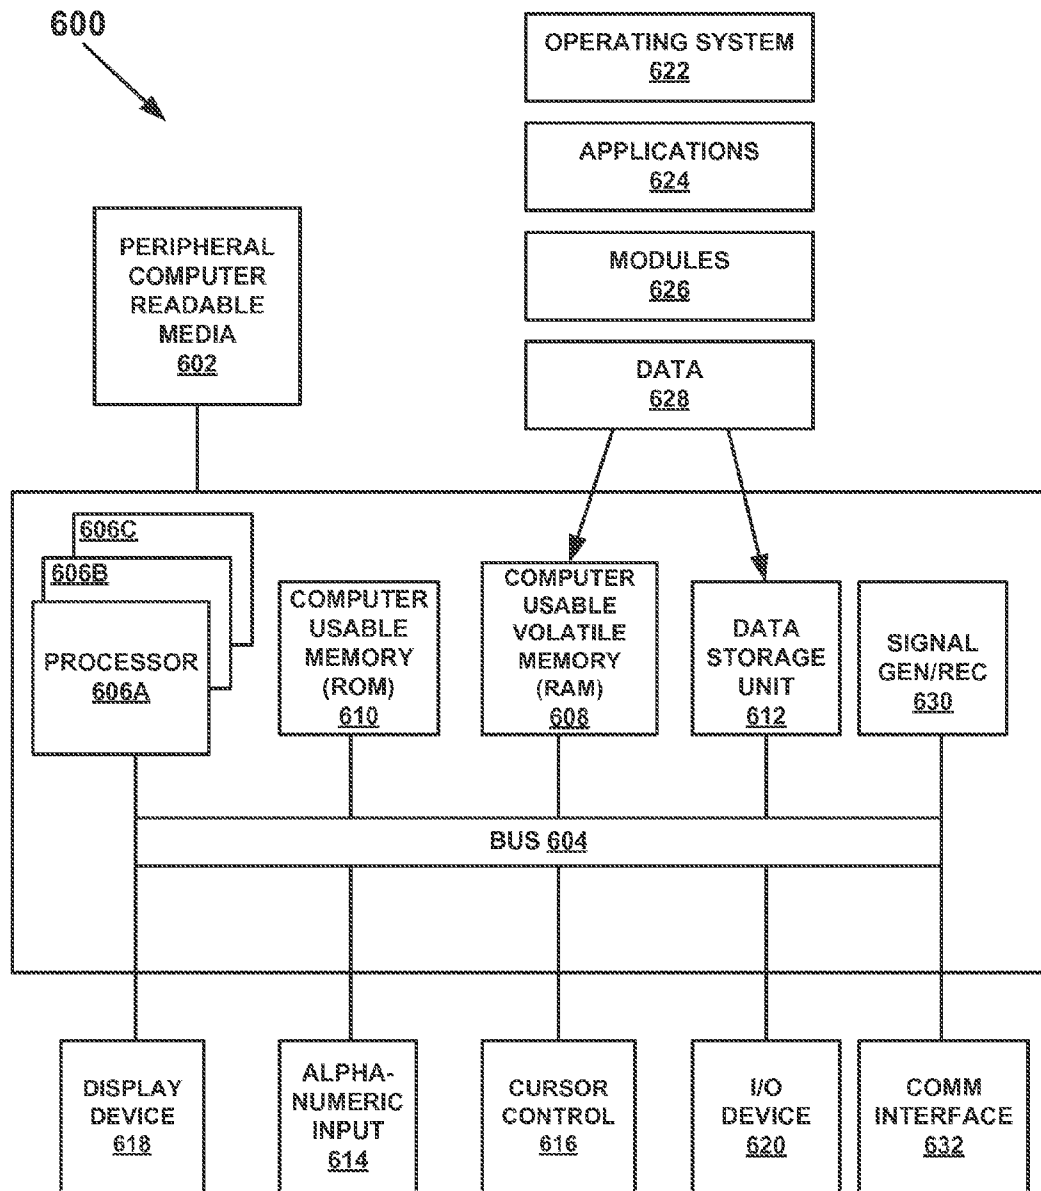 600
OPERATING SYSTEM
622
APPLICATIONS
624
MODULES
626
DATA
628
PERIPHERAL
COMPUTER
READABLE
MEDIA
602
606C
606B
PROCESSOR
606A
COMPUTER
USABLE
MEMORY
(ROM)
610
COMPUTER
USABLE
VOLATILE
MEMORY
(RAM)
608
DATA
STORAGE
UNIT
612
SIGNAL
GEN/REC
630
BUS 604
DISPLAY
DEVICE
618
ALPHA-
NUMERIC
INPUT
614
CURSOR
CONTROL
616
I/O
DEVICE
620
COMM
INTERFACE
632